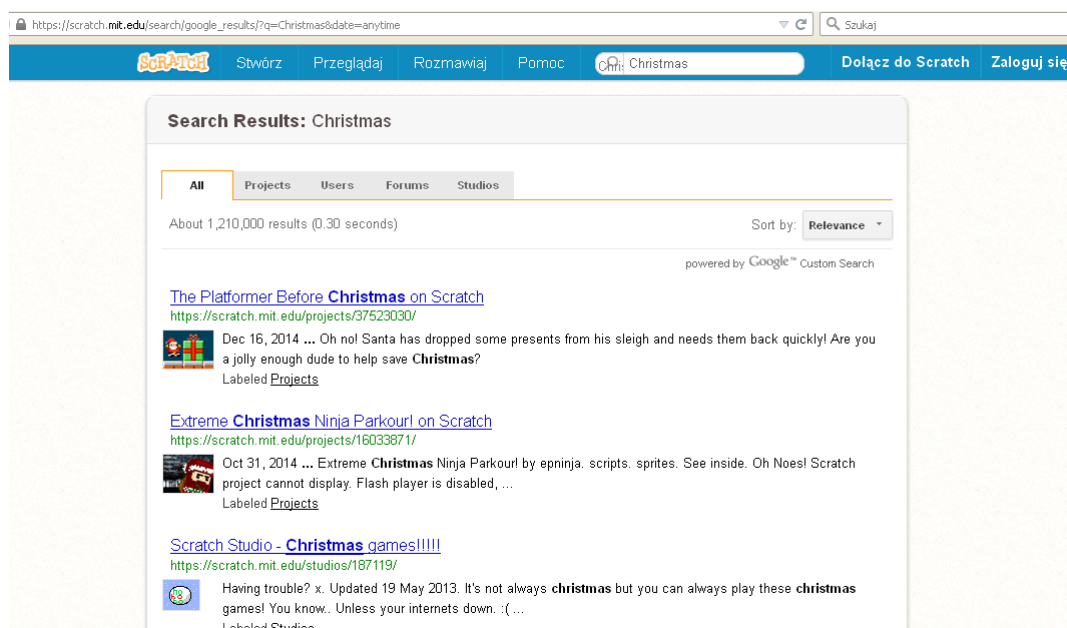 https://scratch.mit.edu/search/google_results/?q=Christmas&date=anytime
Szukaj
SCRATCH Stwórz Przeglądaj Rozmawiaj Pomoc Christmas Dołącz do Scratch Zaloguj się
Search Results: Christmas
All Projects Users Forums Studios
About 1,210,000 results (0.30 seconds)
Sort by: Relevance
powered by Google™ Custom Search
The Platformer Before Christmas on Scratch
https://scratch.mit.edu/projects/37523030/
Dec 16, 2014 ... Oh no! Santa has dropped some presents from his sleigh and needs them back quickly! Are you
a jolly enough dude to help save Christmas?
Labeled Projects
Extreme Christmas Ninja Parkour! on Scratch
https://scratch.mit.edu/projects/16033871/
Oct 31, 2014 ... Extreme Christmas Ninja Parkour! by epninja. scripts. sprites. See inside. Oh Noes! Scratch
project cannot display. Flash player is disabled, ...
Labeled Projects
Scratch Studio - Christmas games!!!!!
https://scratch.mit.edu/studios/187119/
Having trouble? x. Updated 19 May 2013. It's not always christmas but you can always play these christmas
games! You know.. Unless your internets down. :( ...
Labeled Studios